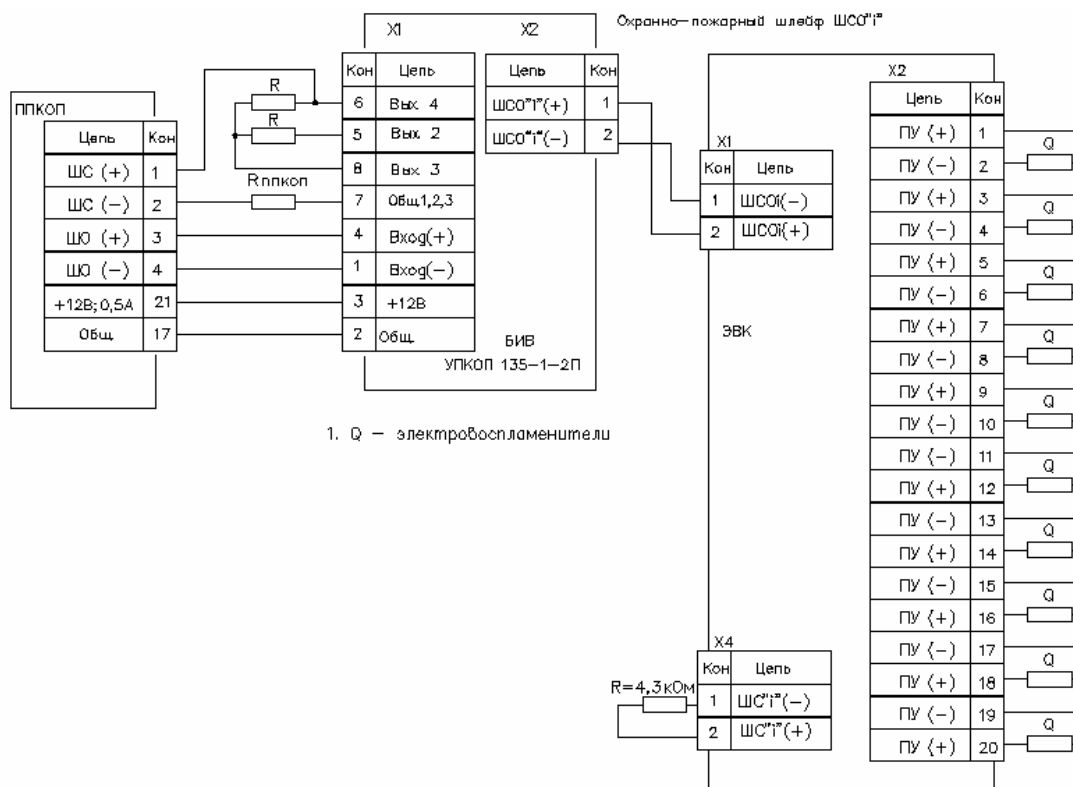 Охранно-пожарный шлейф ШСО"i"
X1
X2
Кон Цепь
6 Вых 4
5 Вых 2
8 Вых 3
7 Общ.1,2,3
4 Вход(+)
1 Вход(-)
3 +12В
2 Общ.
Цепь Кон
ШСО"i"(+) 1
ШСО"i"(-) 2
БИВ
УПКОП 135-1-2П
R
R
Rппкоп
ППКОП
Цепь Кон
ШС (+) 1
ШС (-) 2
ШО (+) 3
ШО (-) 4
+12В;0,5А 21
Общ. 17
1. Q - электровоспламенители
X1
Кон Цепь
1 ШСОi(-)
2 ШСОi(+)
ЭВК
X2
Цепь Кон
ПУ (+) 1
Q
ПУ (-) 2
ПУ (+) 3
Q
ПУ (-) 4
ПУ (+) 5
Q
ПУ (-) 6
ПУ (+) 7
Q
ПУ (-) 8
ПУ (+) 9
Q
ПУ (-) 10
ПУ (-) 11
Q
ПУ (+) 12
ПУ (-) 13
Q
ПУ (+) 14
ПУ (-) 15
Q
ПУ (+) 16
ПУ (-) 17
Q
ПУ (+) 18
ПУ (-) 19
Q
ПУ (+) 20
X4
Кон Цепь
1 ШС"i"(-)
2 ШС"i"(+)
R=4,3кОм